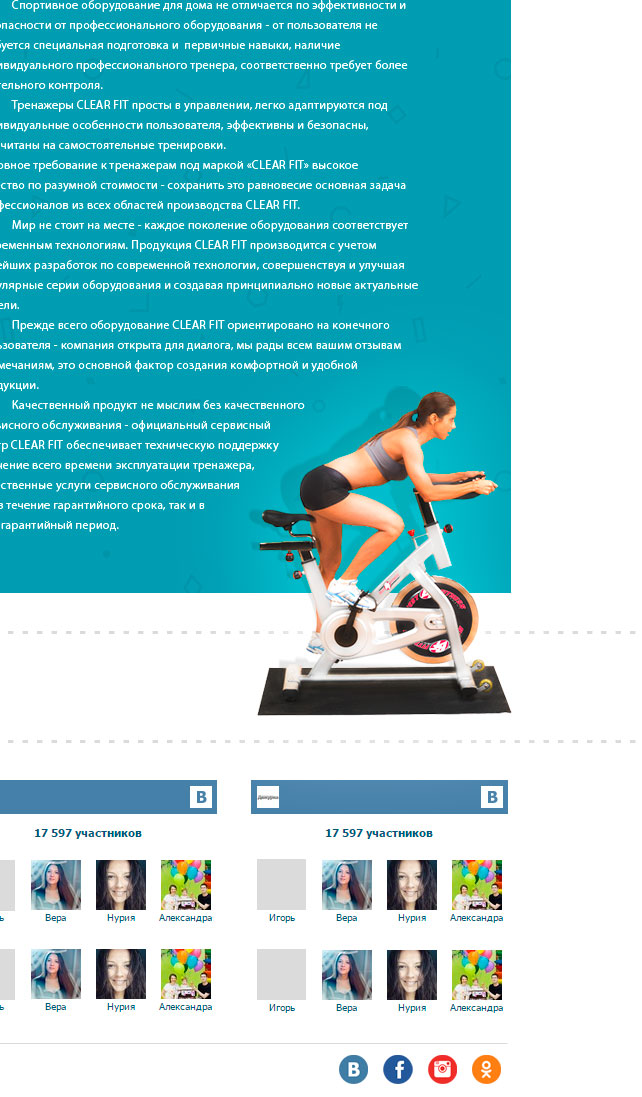 Спортивное оборудование для дома не отличается по эффективности и
опасности от профессионального оборудования - от пользователя не
буется специальная подготовка и первичные навыки, наличие
ивидуального профессионального тренера, соответственно требует более
тельного контроля.
Тренажеры CLEAR FIT просты в управлении, легко адаптируются под
ивидуальные особенности пользователя, эффективны и безопасны,
читаны на самостоятельные тренировки.
овное требование к тренажерам под маркой «CLEAR FIT» высокое
ство по разумной стоимости - сохранить это равновесие основная задача
фессионалов из всех областей производства CLEAR FIT.
Мир не стоит на месте - каждое поколение оборудования соответствует
ременным технологиям. Продукция CLEAR FIT производится с учетом
ейших разработок по современной технологии, совершенствуя и улучшая
улярные серии оборудования и создавая принципиально новые актуальные
ели.
Прежде всего оборудование CLEAR FIT ориентировано на конечного
ьзователя - компания открыта для диалога, мы рады всем вашим отзывам
мечаниям, это основной фактор создания комфортной и удобной
дукции.
Качественный продукт не мыслим без качественного
висного обслуживания - официальный сервисный
тр CLEAR FIT обеспечивает техническую поддержку
чение всего времени эксплуатации тренажера,
ественные услуги сервисного обслуживания
в течение гарантийного срока, так и в
гарантийный период.
В В
17 597 участников 17 597 участников
ь Вера Нурия Александра Игорь Вера Нурия Александра
ь Вера Нурия Александра Игорь Вера Нурия Александра
В f